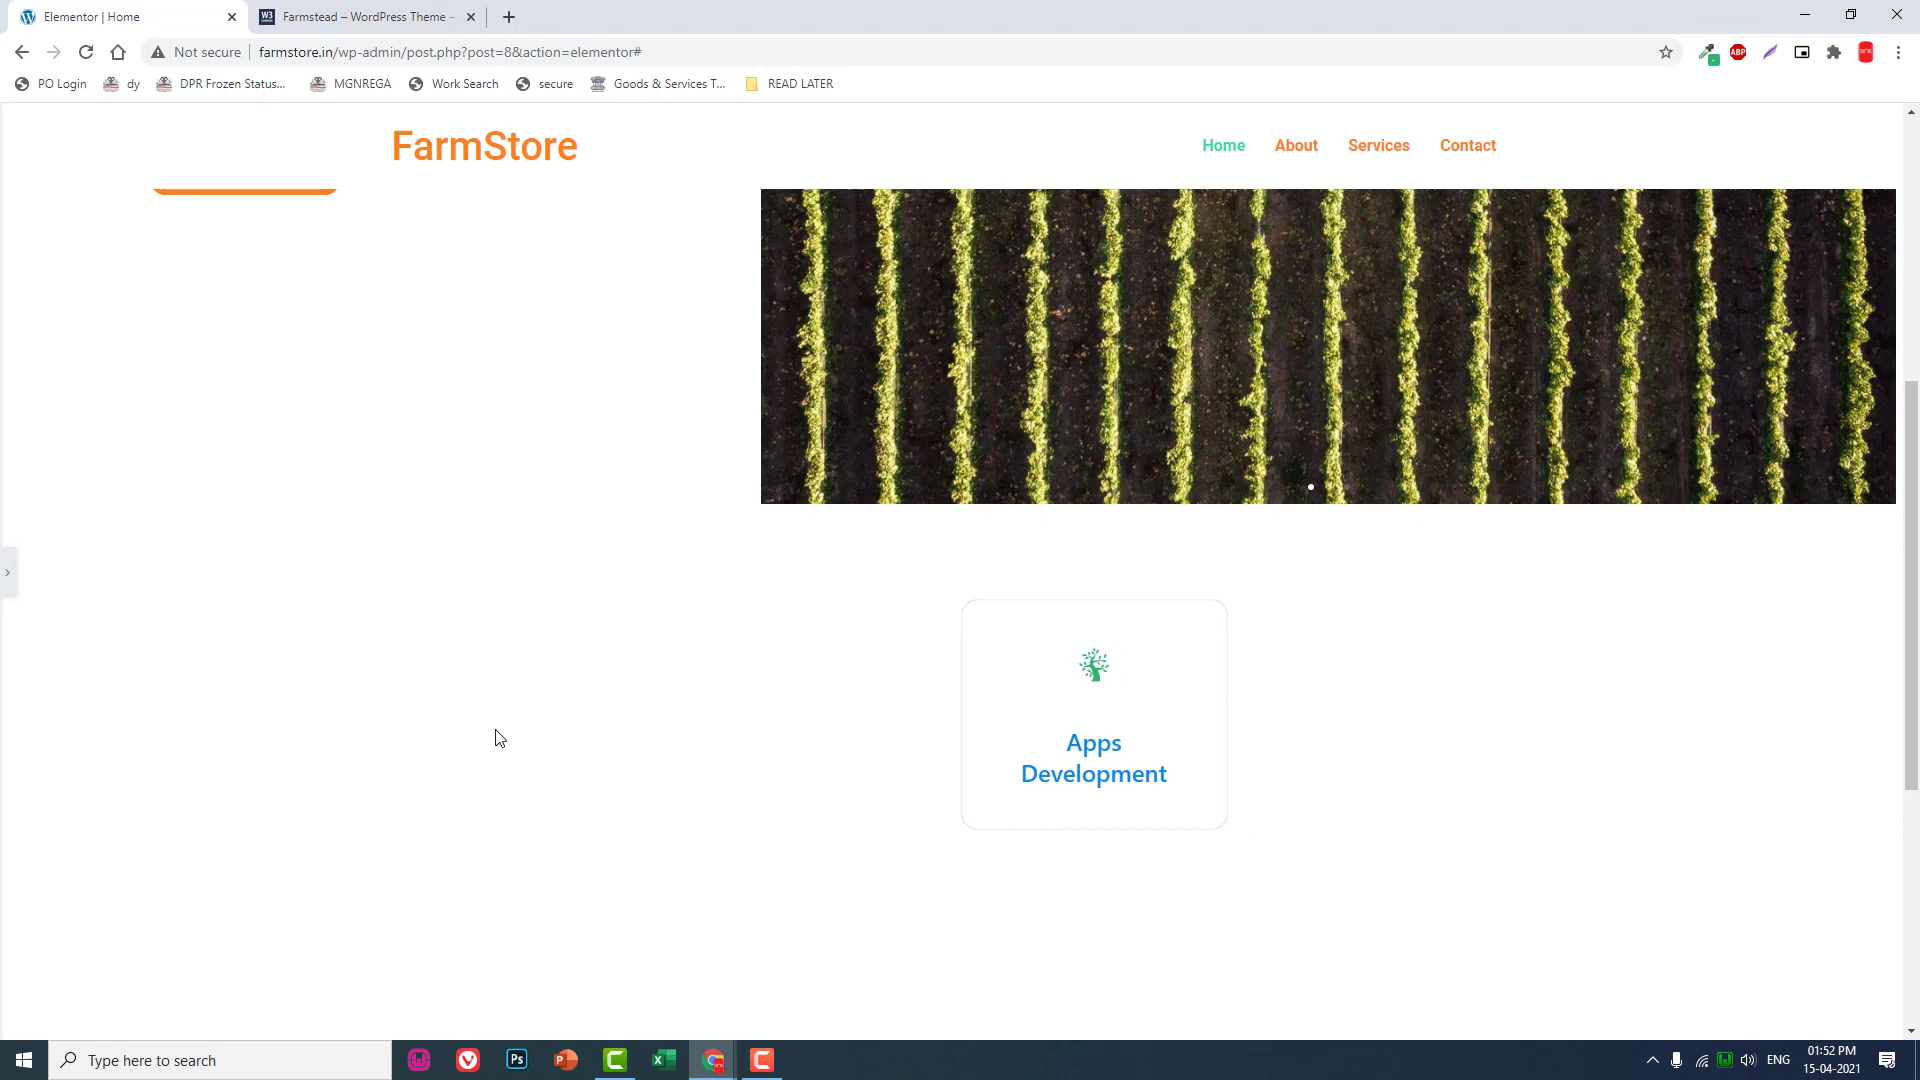 Elementor | Home
Farmstead – WordPress Theme –
Not secure
farmstore.in/wp-admin/post.php?post=8&action=elementor#
ABP
PO Login
dy
DPR Frozen Status...
MGNREGA
Work Search
secure
Goods & Services T...
READ LATER
FarmStore
Home
About
Services
Contact
Apps
Development
Type here to search
Ps
ENG
01:52 PM
15-04-2021